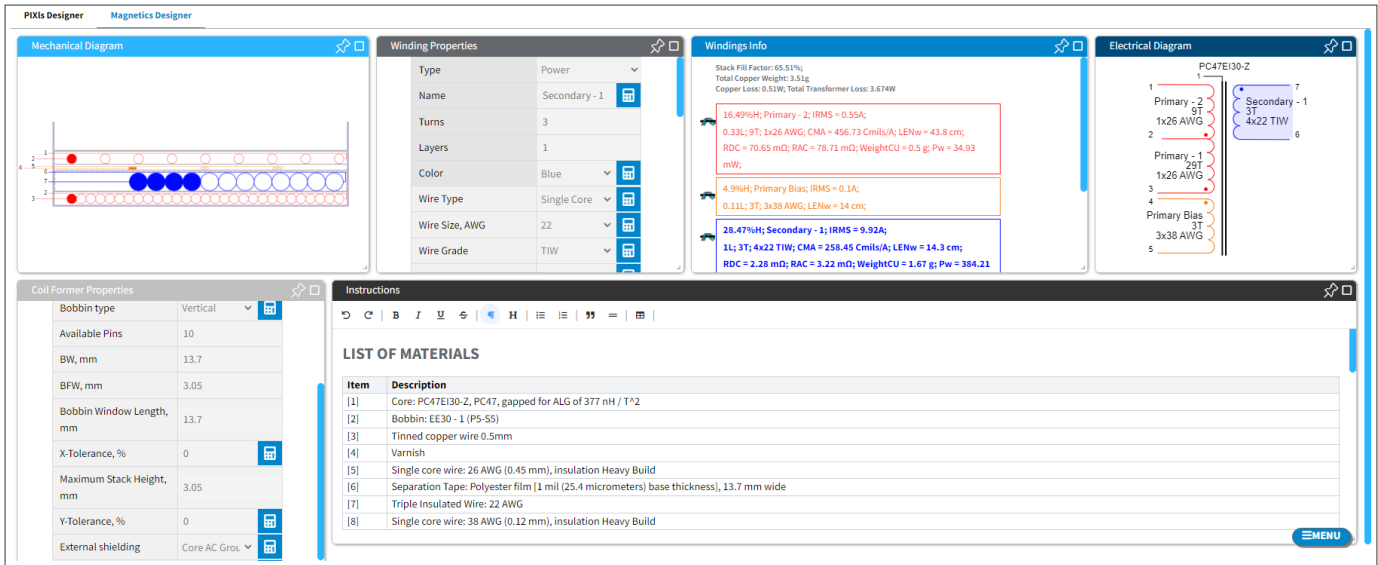 PIXls Designer
Magnetics Designer
Mechanical Diagram
1
2
4
5
6
7
2
3
Winding Properties
Type Power
Name Secondary - 1
Turns 3
Layers 1
Color Blue
Wire Type Single Core
Wire Size, AWG 22
Wire Grade TIW
Windings Info
Stack Fill Factor: 65.51%;
Total Copper Weight: 3.51g
Copper Loss: 0.51W; Total Transformer Loss: 3.674W
16.49%H; Primary - 2; IRMS = 0.55A;
0.33L; 9T; 1x26 AWG; CMA = 456.73 Cmils/A; LENw = 43.8 cm;
RDC = 70.65 mΩ; RAC = 78.71 mΩ; WeightCU = 0.5 g; Pw = 34.93
mW;
4.9%H; Primary Bias; IRMS = 0.1A;
0.11L; 3T; 3x38 AWG; LENw = 14 cm;
28.47%H; Secondary - 1; IRMS = 9.92A;
1L; 3T; 4x22 TIW; CMA = 258.45 Cmils/A; LENw = 14.3 cm;
RDC = 2.28 mΩ; RAC = 3.22 mΩ; WeightCU = 1.67 g; Pw = 384.21
Electrical Diagram
PC47EI30-Z
1
1
Primary - 2
9T
1x26 AWG
2
Primary - 1
29T
1x26 AWG
3
4
Primary Bias
3T
3x38 AWG
5
7
Secondary - 1
3T
4x22 TIW
6
Coil Former Properties
Bobbin type Vertical
Available Pins 10
BW, mm 13.7
BFW, mm 3.05
Bobbin Window Length,
mm 13.7
X-Tolerance, % 0
Maximum Stack Height,
mm 3.05
Y-Tolerance, % 0
External shielding Core AC Grou
Instructions
B I U S ¶ H
LIST OF MATERIALS
Item Description
[1] Core: PC47EI30-Z, PC47, gapped for ALG of 377 nH / T^2
[2] Bobbin: EE30 - 1 (P5-S5)
[3] Tinned copper wire 0.5mm
[4] Varnish
[5] Single core wire: 26 AWG (0.45 mm), insulation Heavy Build
[6] Separation Tape: Polyester film [1 mil (25.4 micrometers) base thickness], 13.7 mm wide
[7] Triple Insulated Wire: 22 AWG
[8] Single core wire: 38 AWG (0.12 mm), insulation Heavy Build
MENU